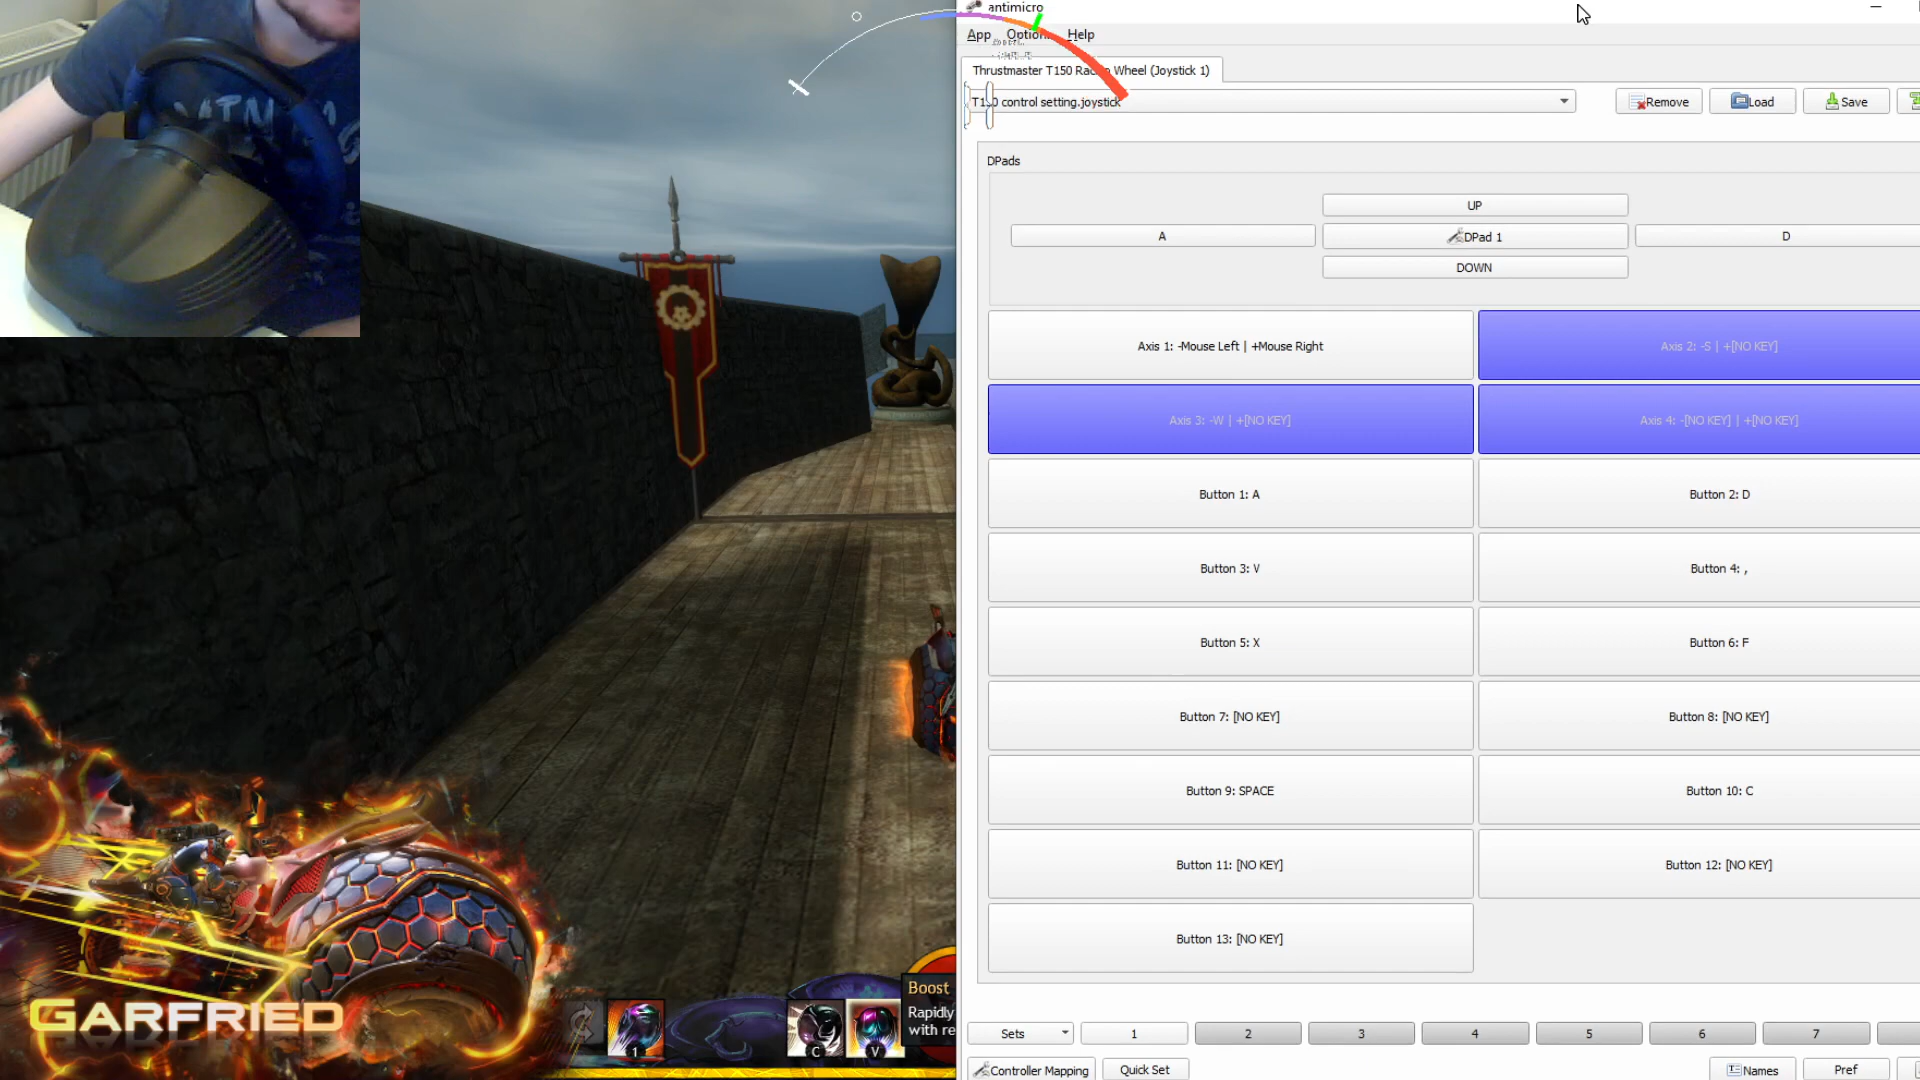 antimicro
App Options Help
Thrustmaster T150 Racing Wheel (Joystick 1)
T150 control setting.joystick
Remove
Load
Save
DPads
UP
A
DPad 1
D
DOWN
Axis 1: -Mouse Left | +Mouse Right
Axis 2: -S | +[NO KEY]
Axis 3: -W | +[NO KEY]
Axis 4: -[NO KEY] | +[NO KEY]
Button 1: A
Button 2: D
Button 3: V
Button 4: ,
Button 5: X
Button 6: F
Button 7: [NO KEY]
Button 8: [NO KEY]
Button 9: SPACE
Button 10: C
Button 11: [NO KEY]
Button 12: [NO KEY]
Button 13: [NO KEY]
Boost
Rapidly
with re
GARFRIED
1
C
V
Sets
1
2
3
4
5
6
7
Controller Mapping
Quick Set
Names
Pref